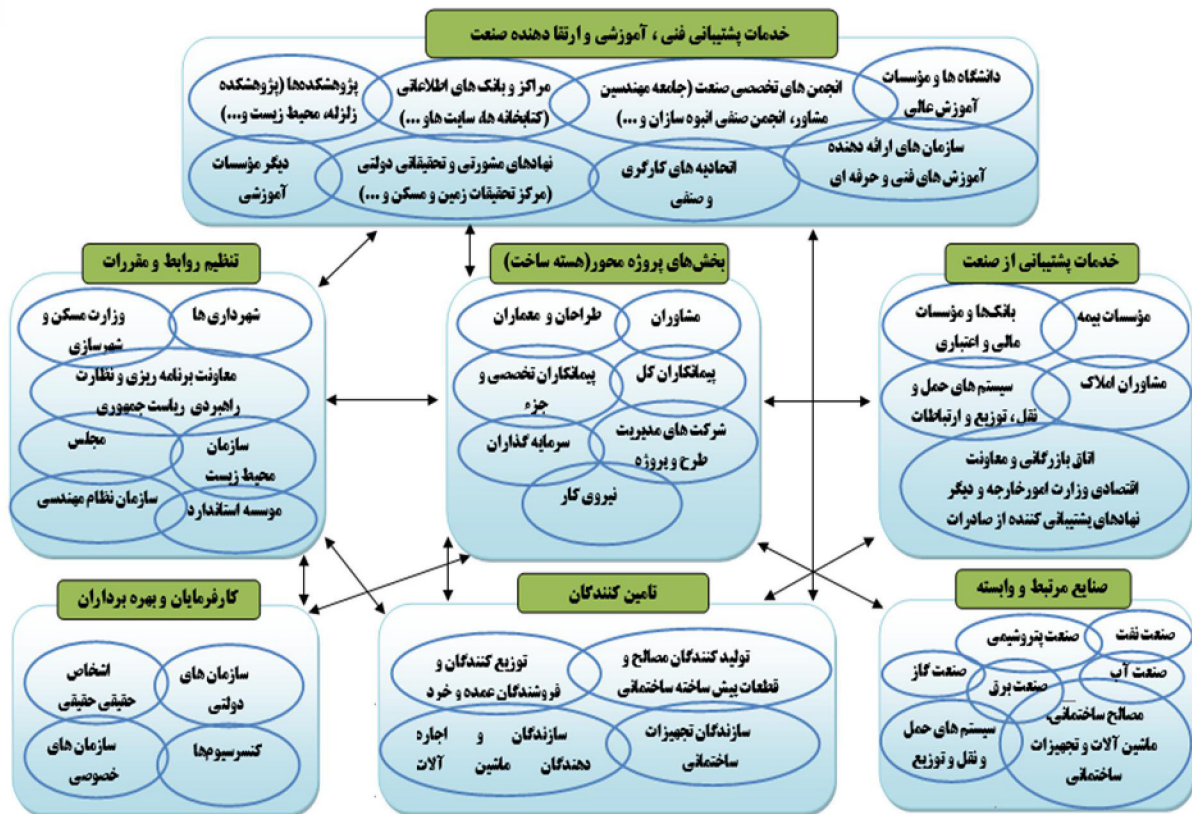 خدمات پشتیبانی فنی ، آموزشی و ارتقا دهنده صنعت
دانشگاه ها و مؤسسات
آموزش عالی
انجمن های تخصصی صنعت (جامعه مهندسین
مشاور، انجمن صنفی انبوه سازان و ...)
مراکز و بانک های اطلاعاتی
(کتابخانه ها، سایت هاو ...)
پژوهشکده‌ها (پژوهشکده
زلزله، محیط زیست و...)
سازمان های ارائه دهنده
آموزش های فنی و حرفه ای
اتحادیه های کارگری
و صنفی
نهادهای مشورتی و تحقیقاتی دولتی
(مرکز تحقیقات زمین و مسکن و ...)
دیگر مؤسسات
آموزشی
خدمات پشتیبانی از صنعت
مؤسسات بیمه
بانک‌ها و مؤسسات
مالی و اعتباری
مشاوران املاک
سیستم های حمل و
نقل ، توزیع و ارتباطات
اتاق بازرگانی و معاونت
اقتصادی وزارت امورخارجه و دیگر
نهادهای پشتیبانی کننده از صادرات
بخش‌های پروژه محور(هسته ساخت)
مشاوران
طراحان و معماران
پیمانکاران کل
پیمانکاران تخصصی و
جزء
شرکت های مدیریت
طرح و پروژه
سرمایه گذاران
نیروی کار
تنظیم روابط و مقررات
شهرداری ها
وزارت مسکن و
شهرسازی
معاونت برنامه ریزی و نظارت
راهبردی ریاست جمهوری
سازمان
محیط زیست
مجلس
موسسه استاندارد
سازمان نظام مهندسی
صنایع مرتبط و وابسته
صنعت نفت
صنعت پتروشیمی
صنعت آب
صنعت برق
صنعت گاز
مصالح ساختمانی،
ماشین آلات و تجهیزات
ساختمانی
سیستم های حمل
و نقل و توزیع
تامین کنندگان
تولید کنندگان مصالح و
قطعات پیش ساخته ساختمانی
توزیع کنندگان و
فروشندگان عمده و خرد
سازندگان تجهیزات
ساختمانی
سازندگان و اجاره
دهندگان ماشین آلات
کارفرمایان و بهره برداران
سازمان های
دولتی
اشخاص
حقیقی حقیقی
کنسرسیوم‌ها
سازمان های
خصوصی